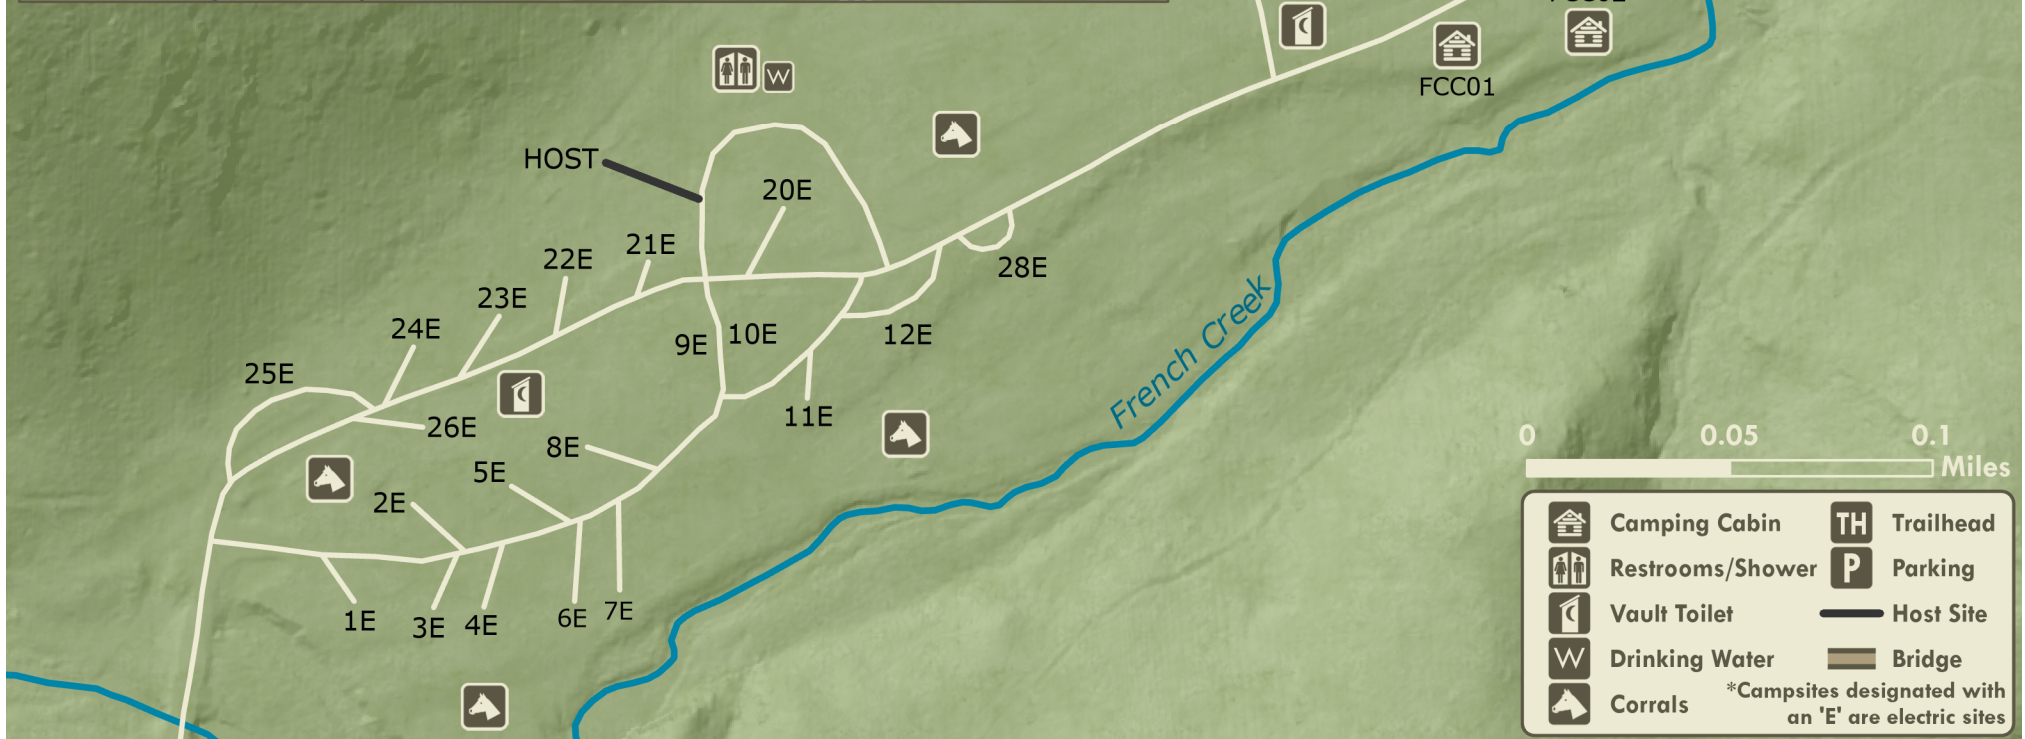 FCC01
HOST
20E
21E
22E
28E
23E
24E
9E
10E
12E
25E
French Creek
11E
26E
8E
5E
2E
1E
3E
4E
6E
7E
0 0.05 0.1
Miles
Camping Cabin
Trailhead
TH
Restrooms/Shower
P
Parking
Vault Toilet
Host Site
W
Drinking Water
Bridge
Corrals
*Campsites designated with
an 'E' are electric sites
W